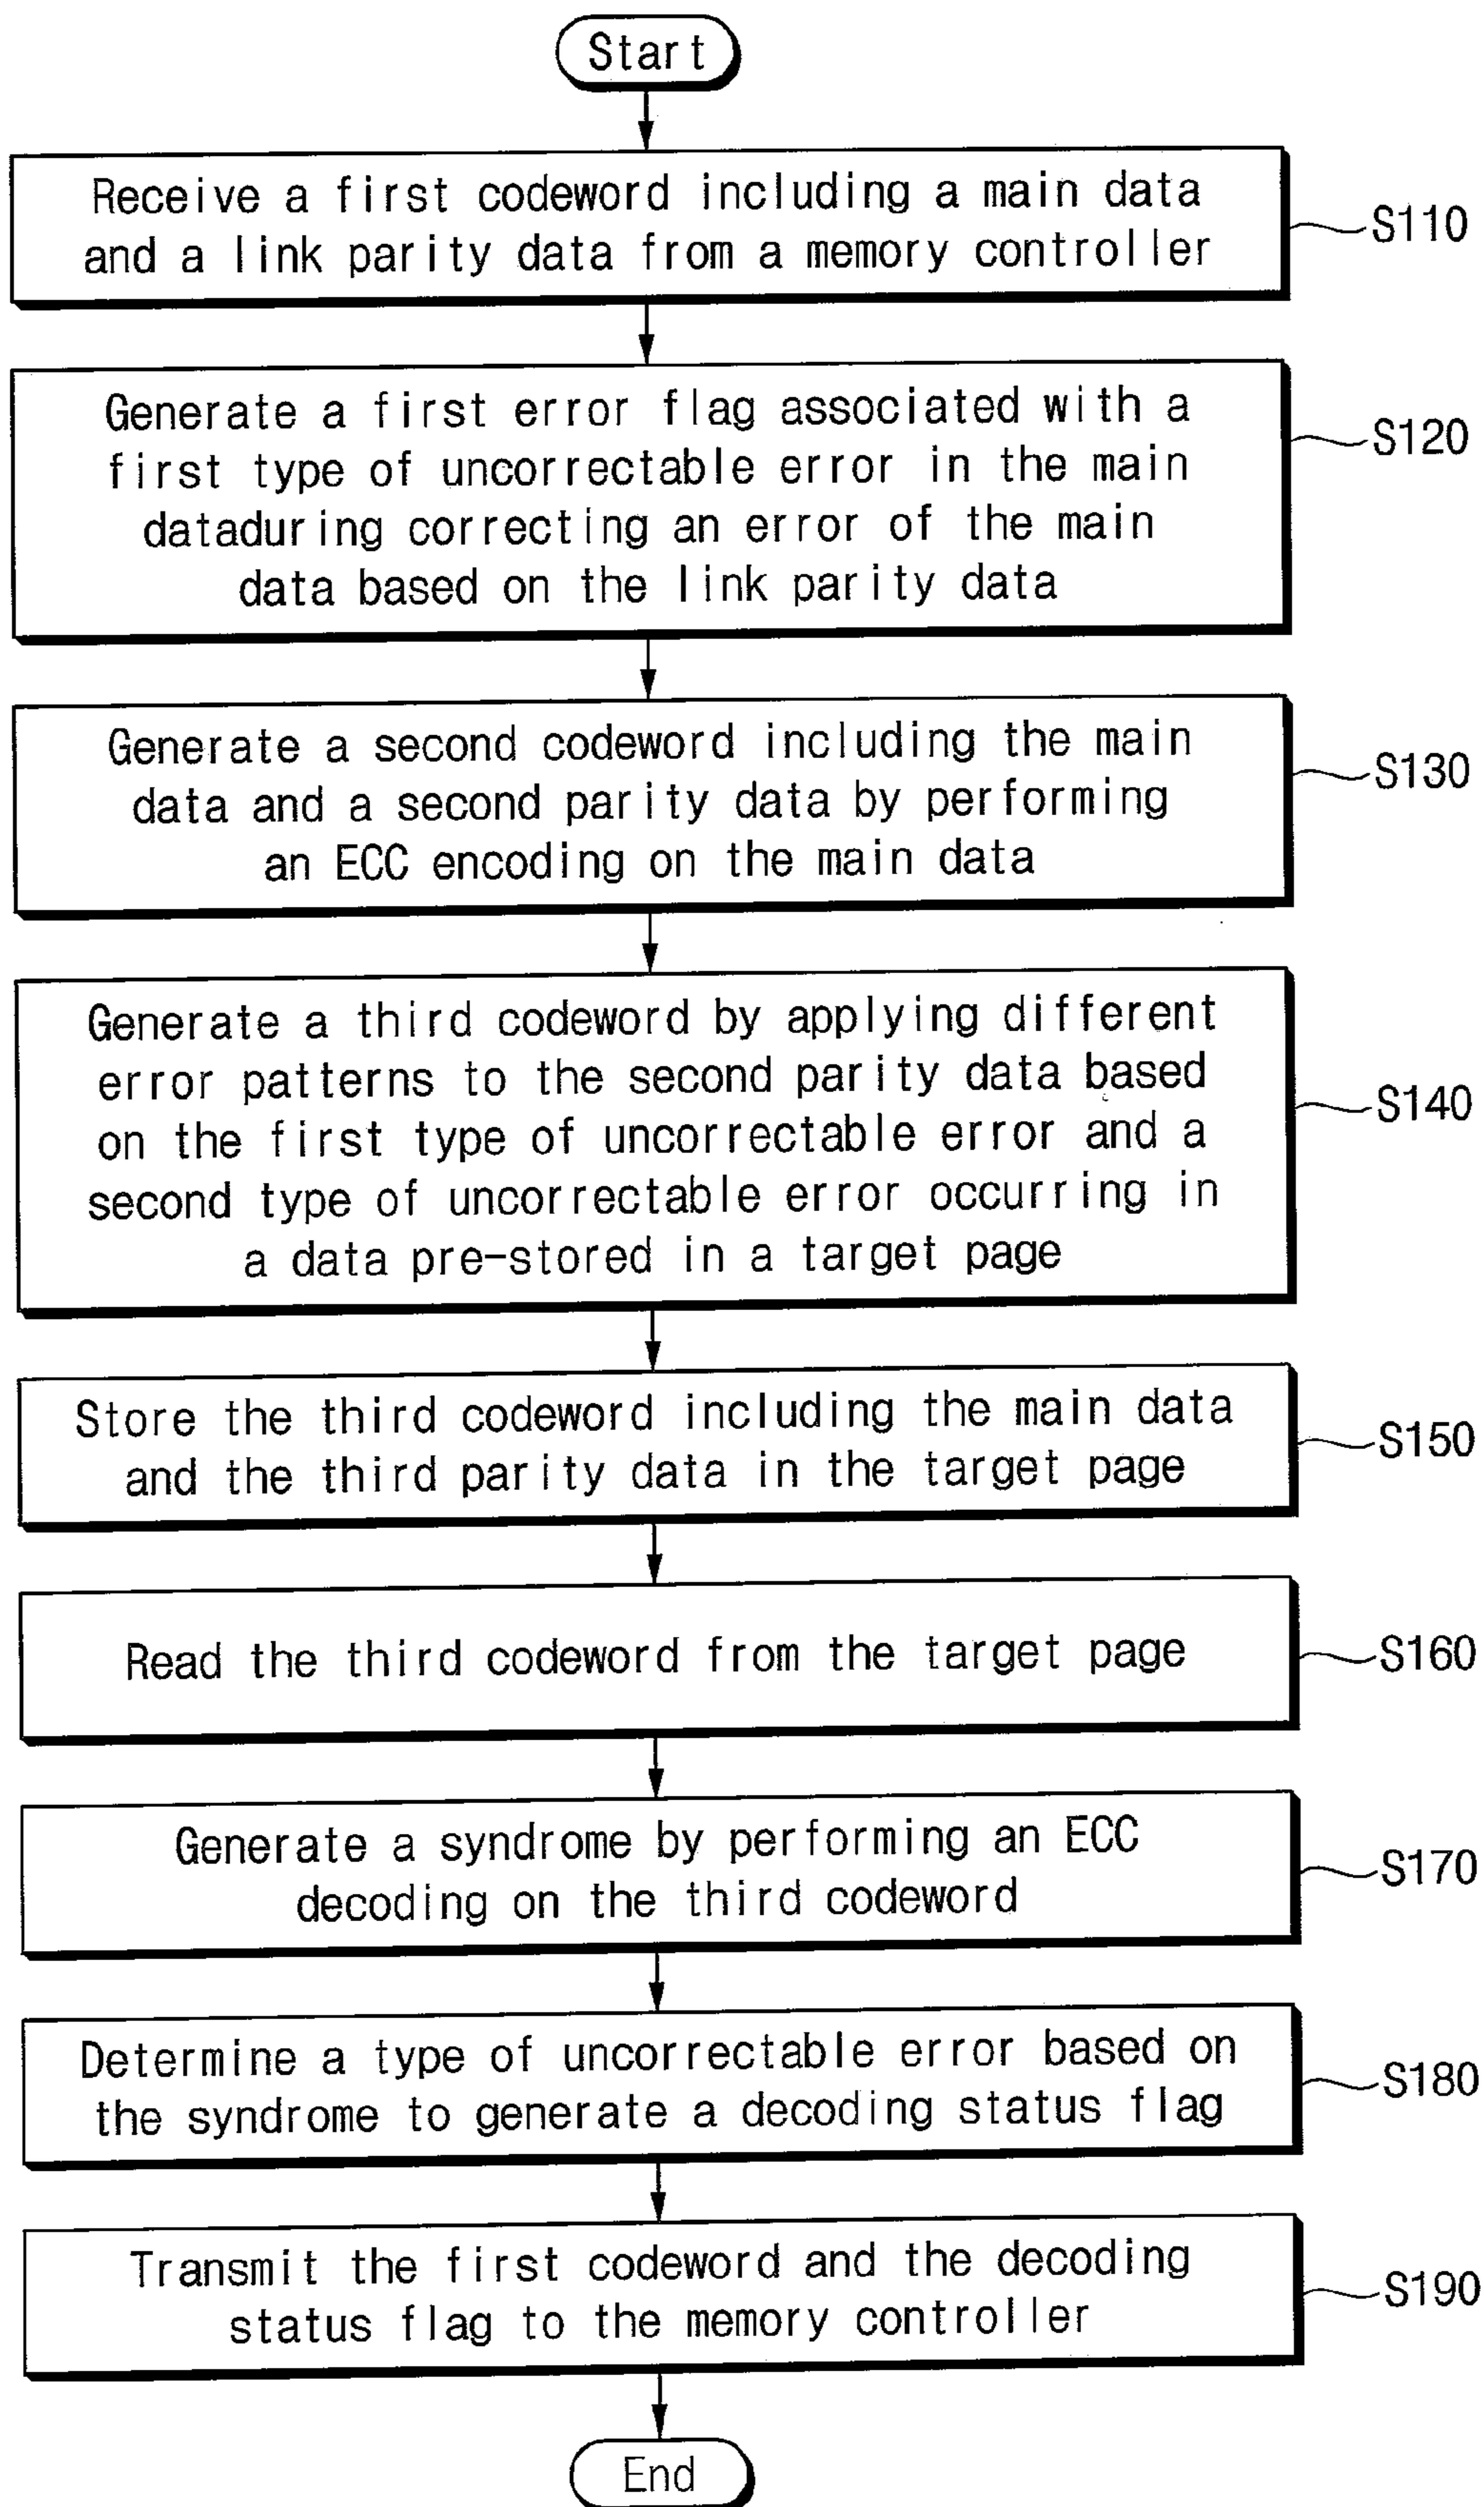 Start
Receive a first codeword including a main data
and a link parity data from a memory controller
S110
Generate a first error flag associated with a
first type of uncorrectable error in the main
dataduring correcting an error of the main
data based on the link parity data
S120
Generate a second codeword including the main
data and a second parity data by performing
an ECC encoding on the main data
S130
Generate a third codeword by applying different
error patterns to the second parity data based
on the first type of uncorrectable error and a
second type of uncorrectable error occurring in
a data pre-stored in a target page
S140
Store the third codeword including the main data
and the third parity data in the target page
S150
Read the third codeword from the target page
S160
Generate a syndrome by performing an ECC
decoding on the third codeword
S170
Determine a type of uncorrectable error based on
the syndrome to generate a decoding status flag
S180
Transmit the first codeword and the decoding
status flag to the memory controller
S190
End